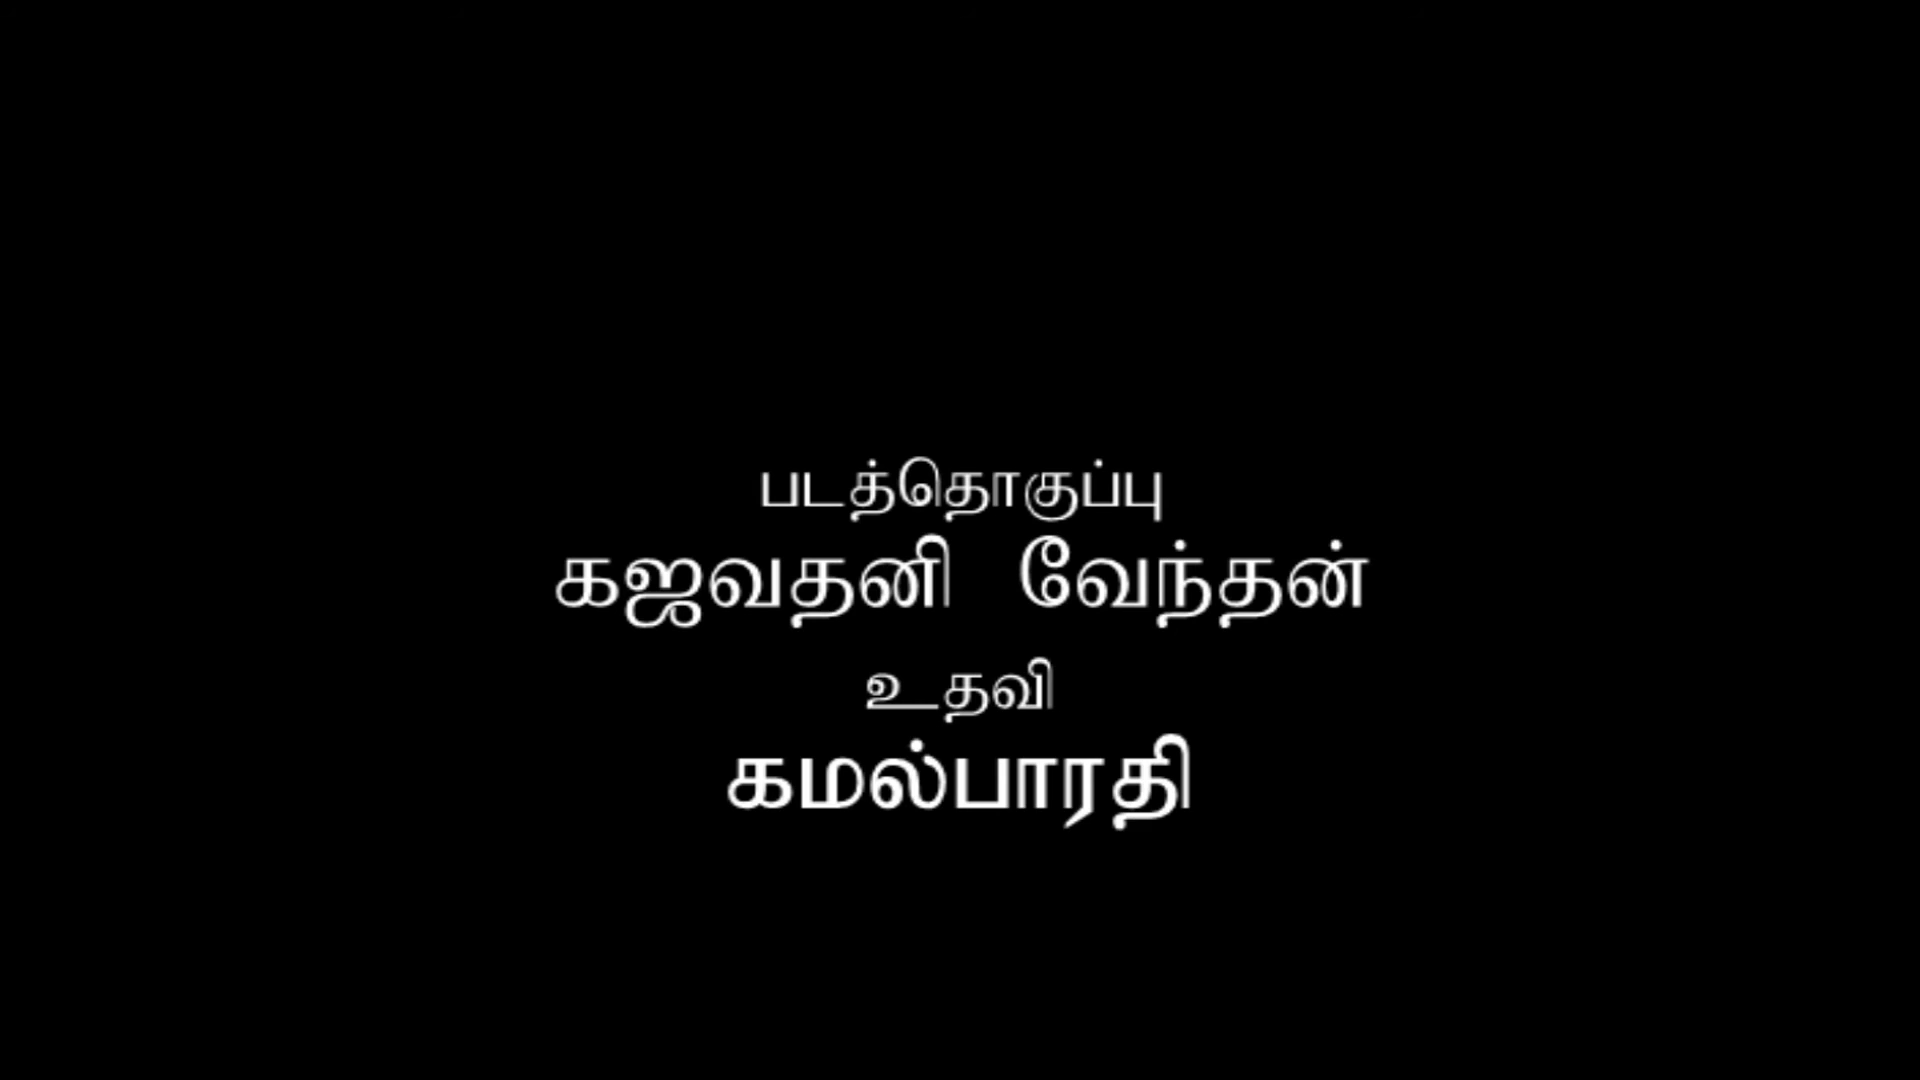 படத்தொகுப்பு
கஜவதனி வேந்தன்
உதவி
கமல்பாரதி